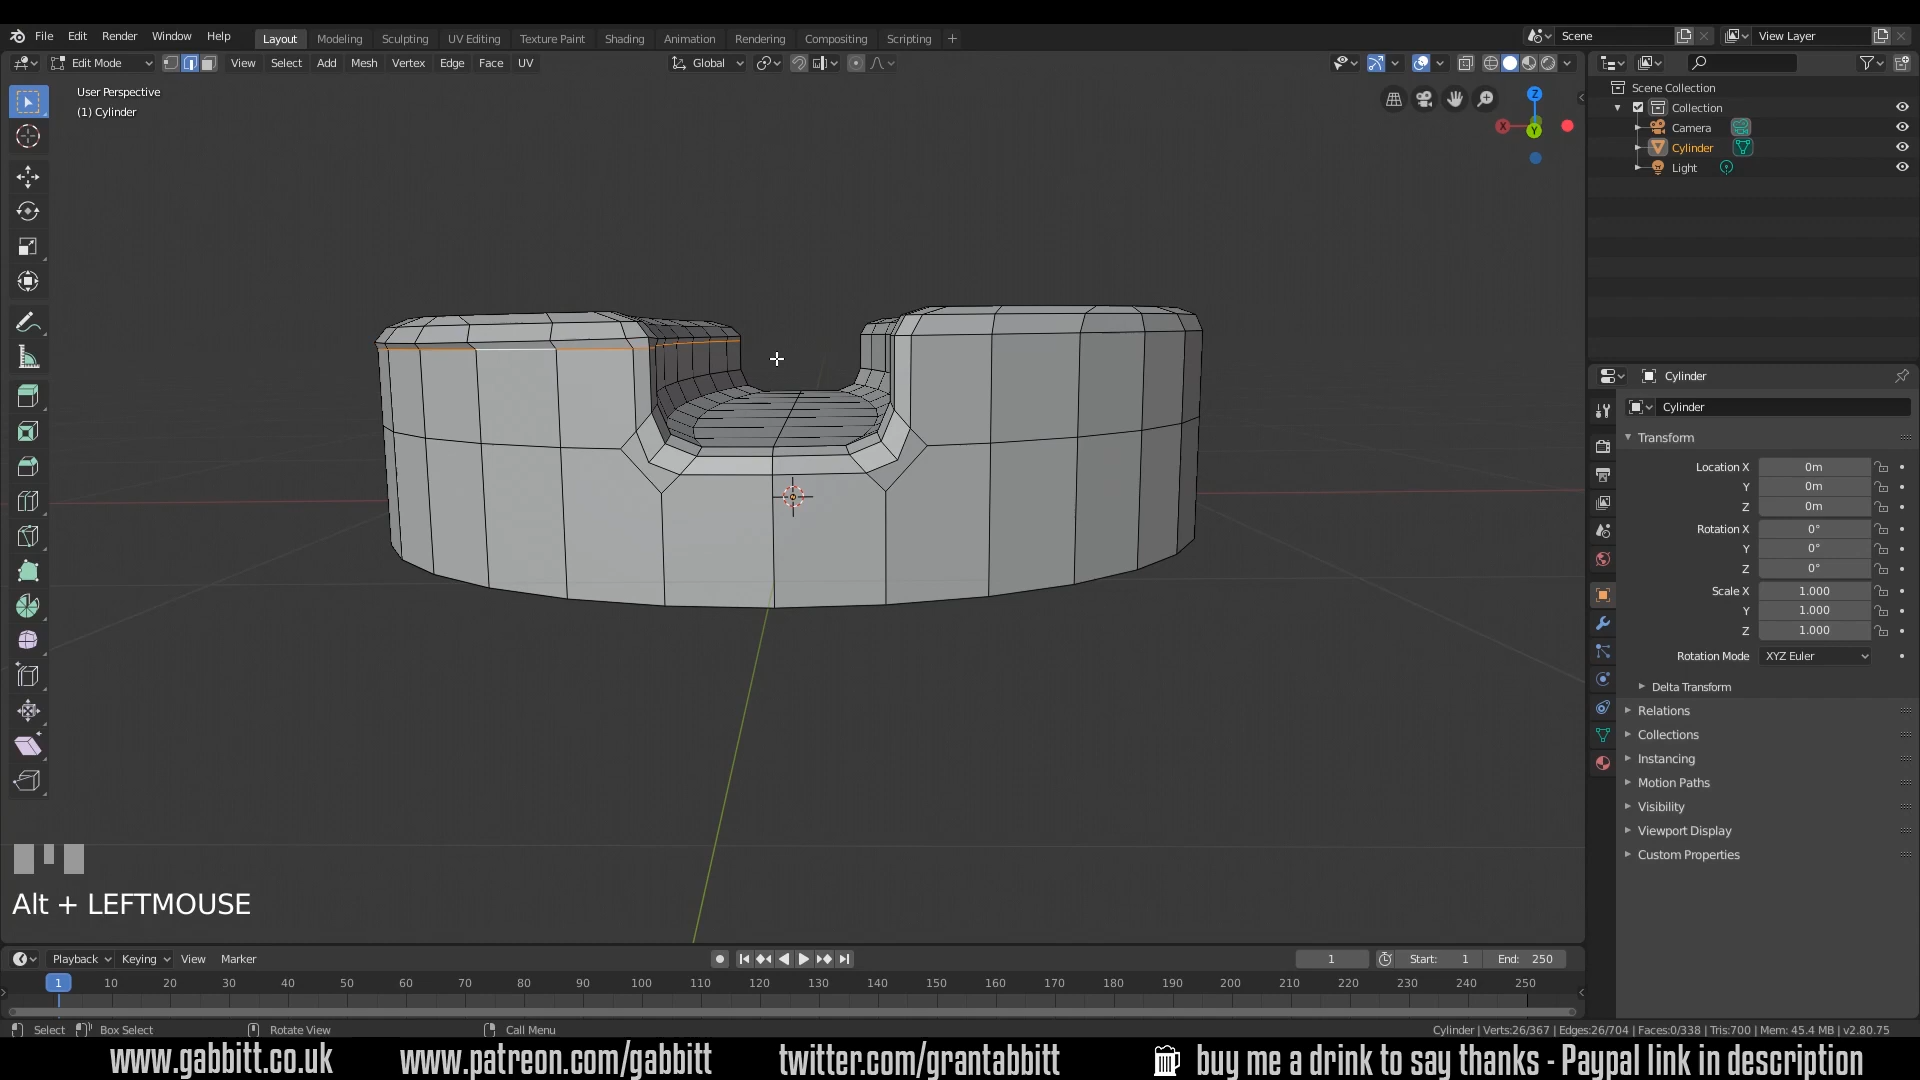 File Edit Render Window Help
Layout Modeling Sculpting UV Editing Texture Paint Shading Animation Rendering Compositing Scripting +
Scene
View Layer
Edit Mode
View Select Add Mesh Vertex Edge Face UV
Global
User Perspective
(1) Cylinder
Z
X
Y
Scene Collection
Collection
Camera
Cylinder
Light
Cylinder
Cylinder
Transform
Location X 0m
Y 0m
Z 0m
Rotation X 0°
Y 0°
Z 0°
Scale X 1.000
Y 1.000
Z 1.000
Rotation Mode XYZ Euler
Delta Transform
Relations
Collections
Instancing
Motion Paths
Visibility
Viewport Display
Custom Properties
Alt + LEFTMOUSE
Playback Keying View Marker
1
Start: 1
End: 250
1 10 20 30 40 50 60 70 80 90 100 110 120 130 140 150 160 170 180 190 200 210 220 230 240 250
Select Box Select Rotate View Call Menu
Cylinder | Verts:26/367 | Edges:26/704 | Faces:0/338 | Tris:700 | Mem: 45.4 MB | v2.80.75
www.gabbitt.co.uk www.patreon.com/gabbitt twitter.com/grantabbitt buy me a drink to say thanks - Paypal link in description